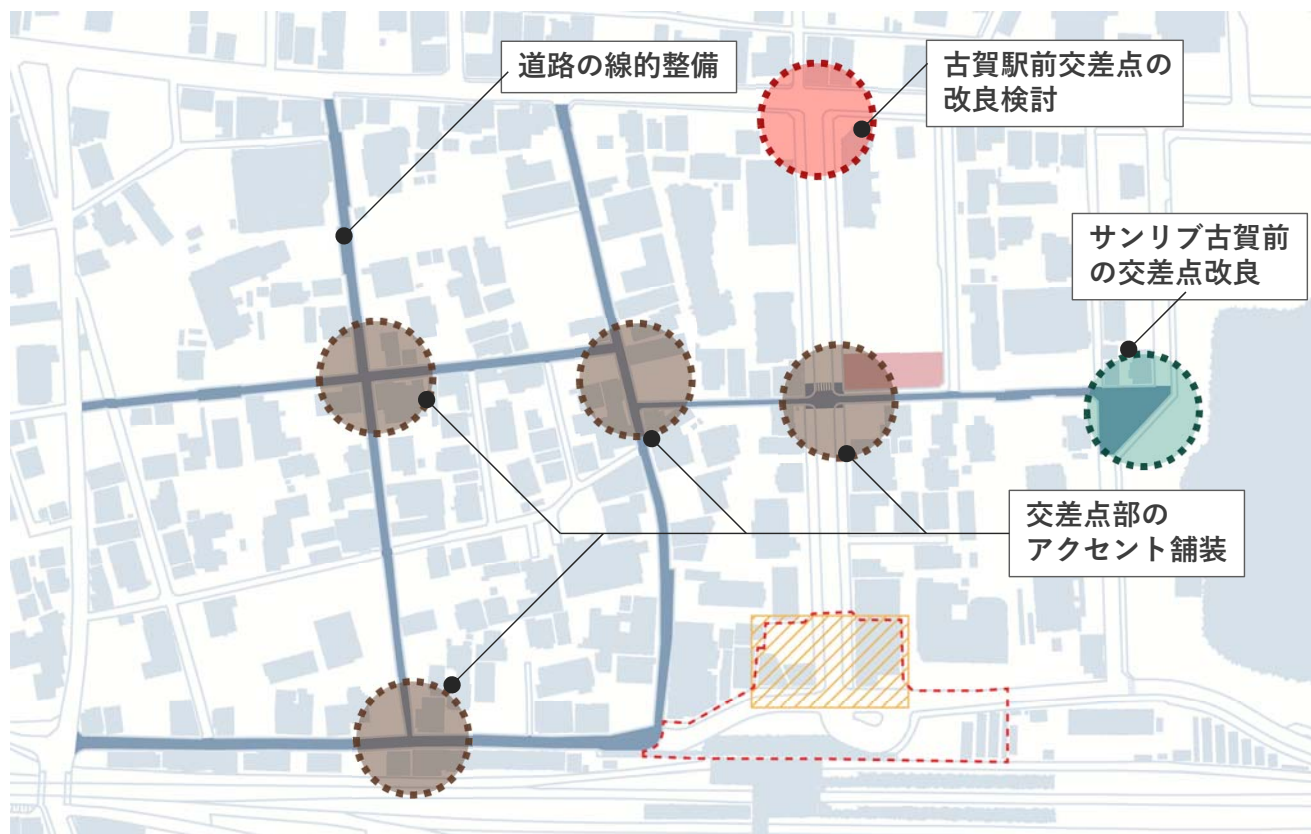 道路の線的整備
古賀駅前交差点の
改良検討
サンリブ古賀前
の交差点改良
交差点部の
アクセント舗装